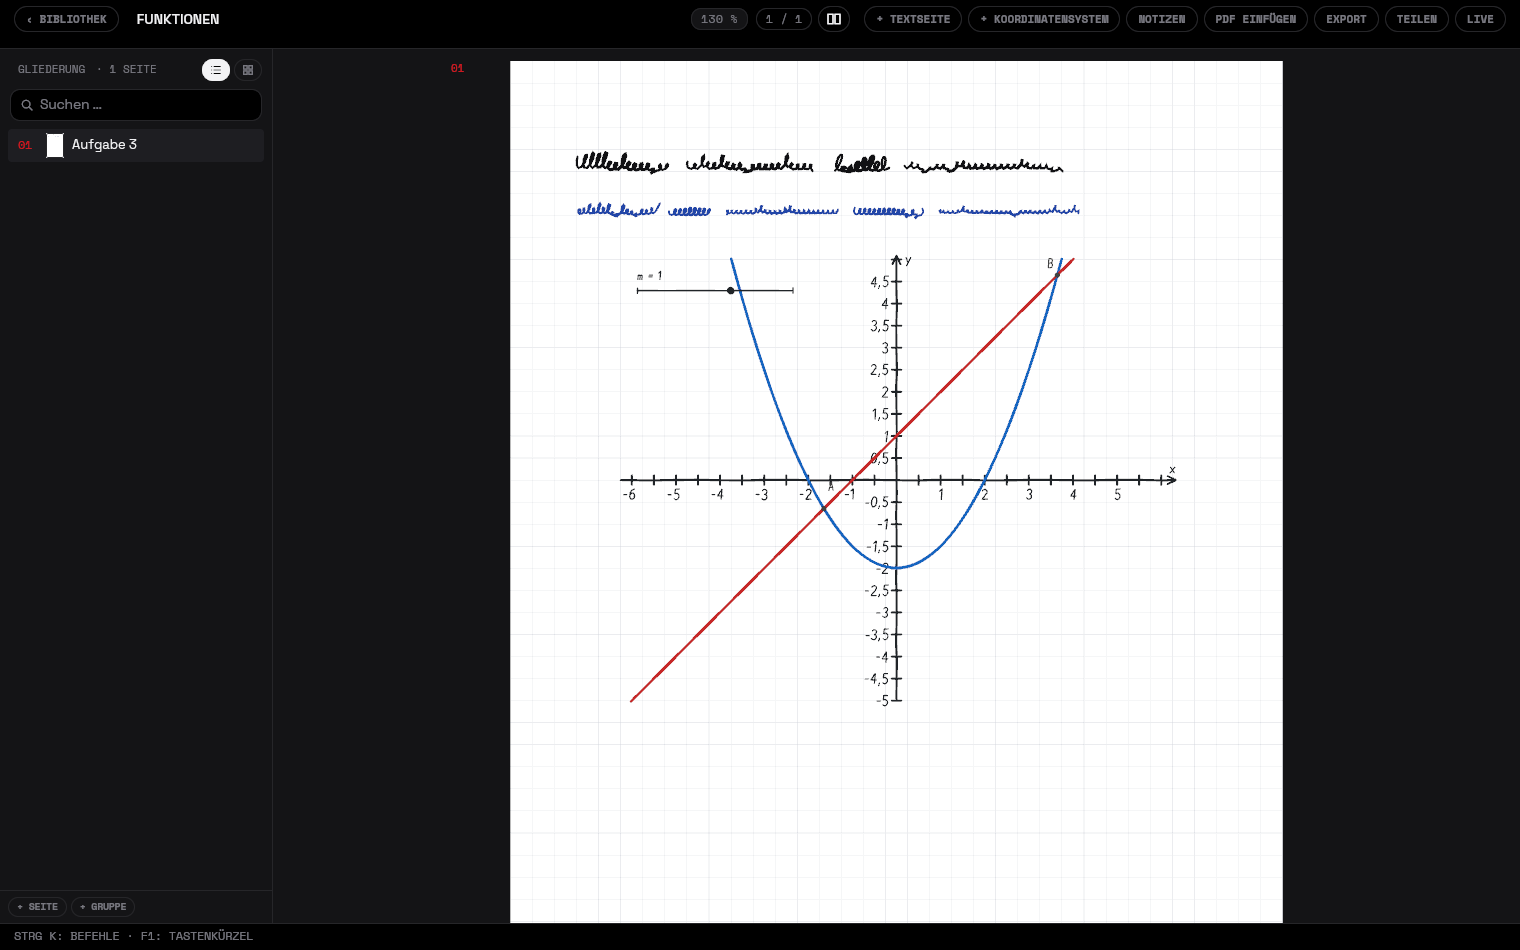 ‹ BIBLIOTHEK FUNKTIONEN 130 % 1 / 1 + TEXTSEITE + KOORDINATENSYSTEM NOTIZEN PDF EINFÜGEN EXPORT TEILEN LIVE
GLIEDERUNG · 1 SEITE
01
Suchen …
01 Aufgabe 3
m = 1
y
B
4,5
4
3,5
3
2,5
2
1,5
1
0,5
x
A
-6 -5 -4 -3 -2 -1 1 2 3 4 5
-0,5
-1
-1,5
-2
-2,5
-3
-3,5
-4
-4,5
-5
+ SEITE + GRUPPE
STRG K: BEFEHLE · F1: TASTENKÜRZEL